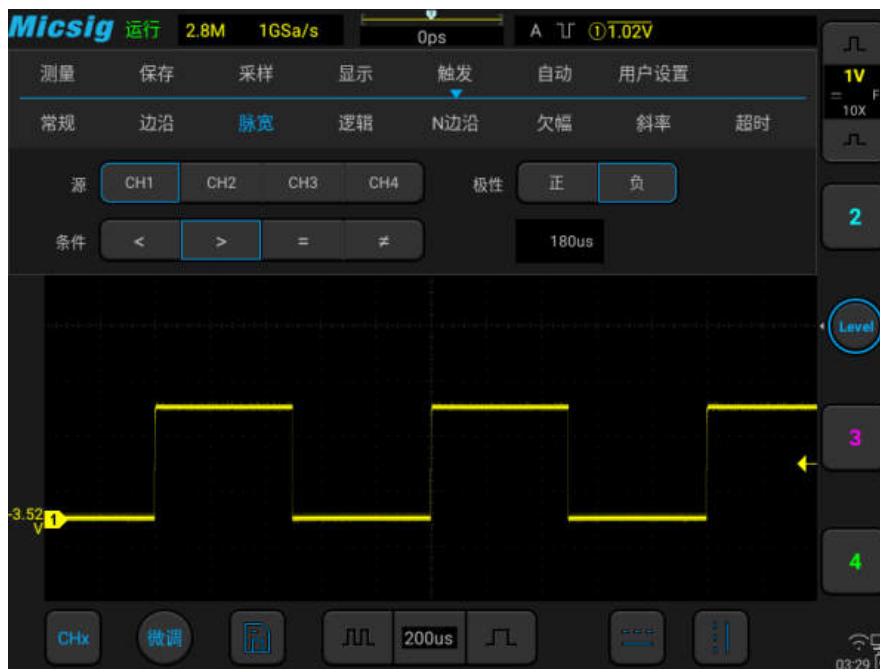 Micsig 运行 2.8M 1GSa/s 0ps A ①1.02V
测量 保存 采样 显示 触发 自动 用户设置
1V
F
10X
常规 边沿 脉宽 逻辑 N边沿 欠幅 斜率 超时
源 CH1 CH2 CH3 CH4 极性 正 负
条件 < > = ≠ 180us
2
Level
3
-3.52
V
1
4
CHx 微调 200us
03:29